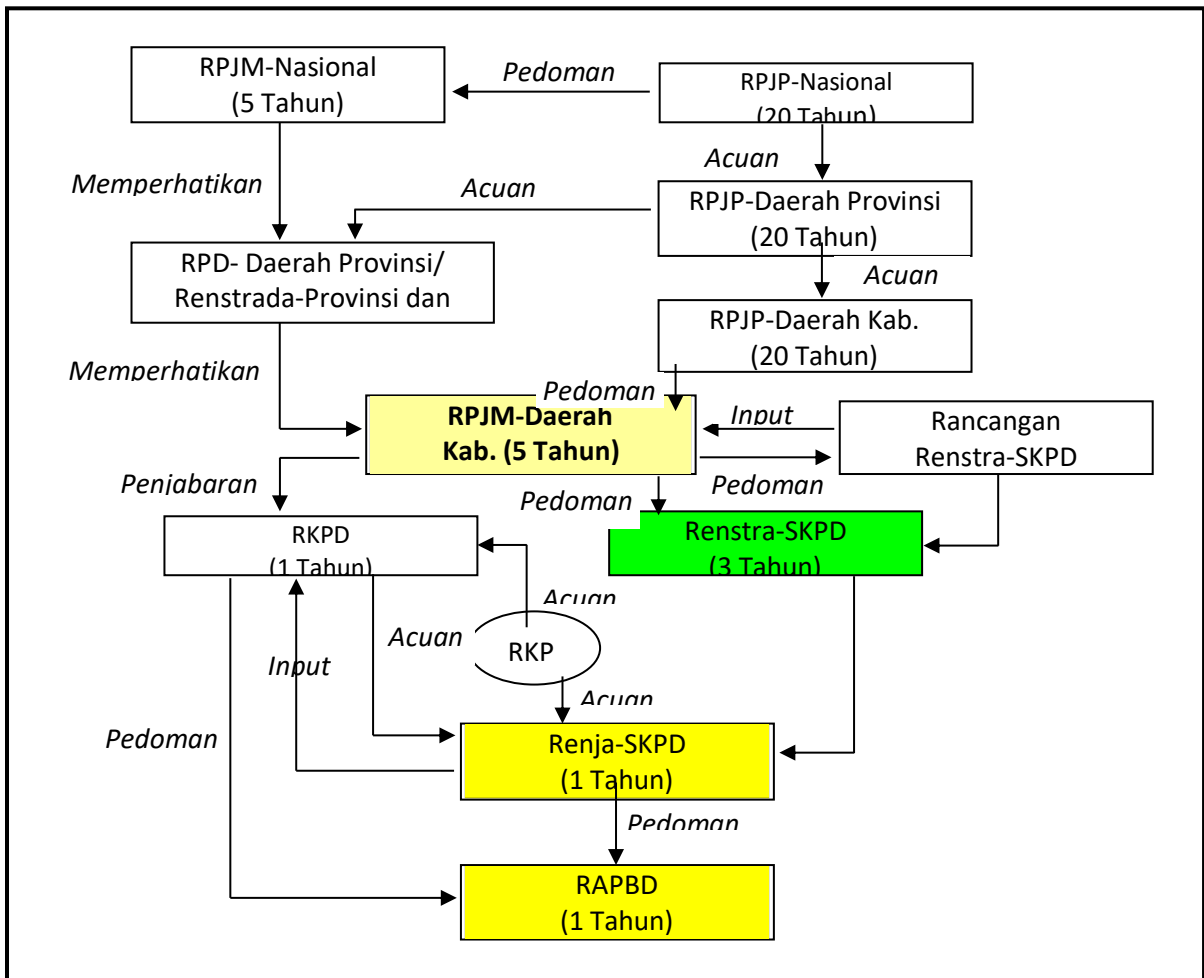 RPJM-Nasional
(5 Tahun)
Pedoman
RPJP-Nasional
(20 Tahun)
Acuan
Memperhatikan
Acuan
RPJP-Daerah Provinsi
(20 Tahun)
RPD- Daerah Provinsi/
Renstrada-Provinsi dan
Acuan
RPJP-Daerah Kab.
(20 Tahun)
Memperhatikan
Pedoman
RPJM-Daerah
Kab. (5 Tahun)
Input
Rancangan
Renstra-SKPD
Penjabaran
Pedoman
Pedoman
RKPD
(1 Tahun)
Renstra-SKPD
(3 Tahun)
Acuan
Acuan
RKP
Input
Acuan
Pedoman
Renja-SKPD
(1 Tahun)
Pedoman
RAPBD
(1 Tahun)